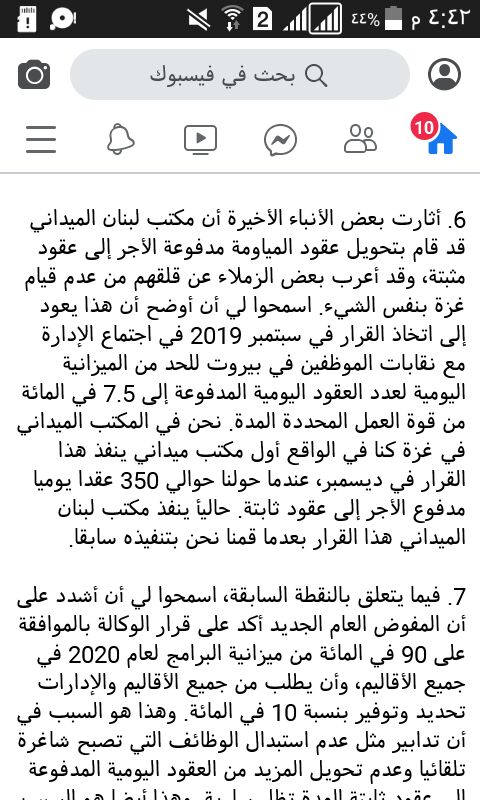 ٤:٤٢ م ٤٤% 2
بحث في فيسبوك
10
6. أثارت بعض الأنباء الأخيرة أن مكتب لبنان الميداني
قد قام بتحويل عقود المياومة مدفوعة الأجر إلى عقود
مثبتة، وقد أعرب بعض الزملاء عن قلقهم من عدم قيام
غزة بنفس الشيء. اسمحوا لي أن أوضح أن هذا يعود
إلى اتخاذ القرار في سبتمبر 2019 في اجتماع الإدارة
مع نقابات الموظفين في بيروت للحد من الميزانية
اليومية لعدد العقود اليومية المدفوعة إلى 7.5 في المائة
من قوة العمل المحددة المدة. نحن في المكتب الميداني
في غزة كنا في الواقع أول مكتب ميداني ينفذ هذا
القرار في ديسمبر، عندما حولنا حوالي 350 عقدا يوميا
مدفوع الأجر إلى عقود ثابتة. حاليأ ينفذ مكتب لبنان
الميداني هذا القرار بعدما قمنا نحن بتنفيذه سابقا.
7. فيما يتعلق بالنقطة السابقة، اسمحوا لي أن أشدد على
أن المفوض العام الجديد أكد على قرار الوكالة بالموافقة
على 90 في المائة من ميزانية البرامج لعام 2020 في
جميع الأقاليم، وأن يطلب من جميع الأقاليم والإدارات
تحديد وتوفير بنسبة 10 في المائة. وهذا هو السبب في
أن تدابير مثل عدم استبدال الوظائف التي تصبح شاغرة
تلقائيا وعدم تحويل المزيد من العقود اليومية المدفوعة